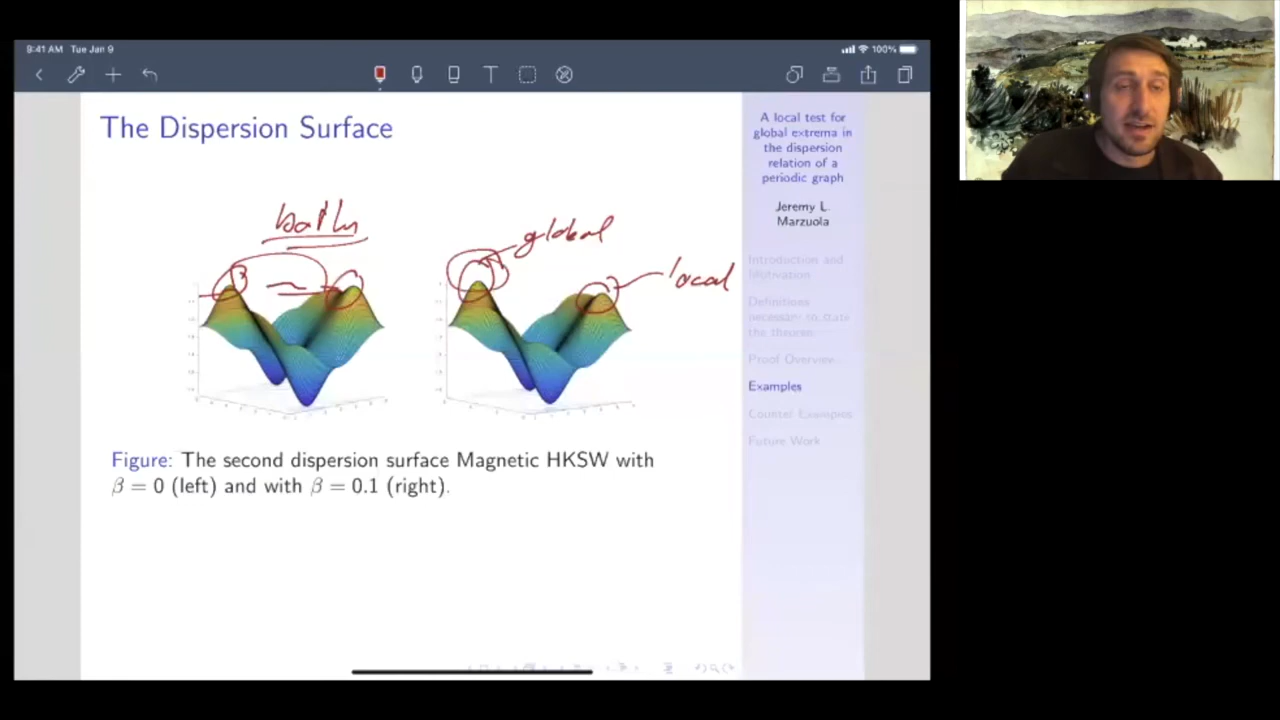 9:41 AM Tue Jan 9
100%
The Dispersion Surface
both
global
local
Figure: The second dispersion surface Magnetic HKSW with
β = 0 (left) and with β = 0.1 (right).
A local test for
global extrema in
the dispersion
relation of a
periodic graph
Jeremy L.
Marzuola
Introduction and
Motivation
Definitions
necessary to state
the theorem
Proof Overview
Examples
Counter Examples
Future Work